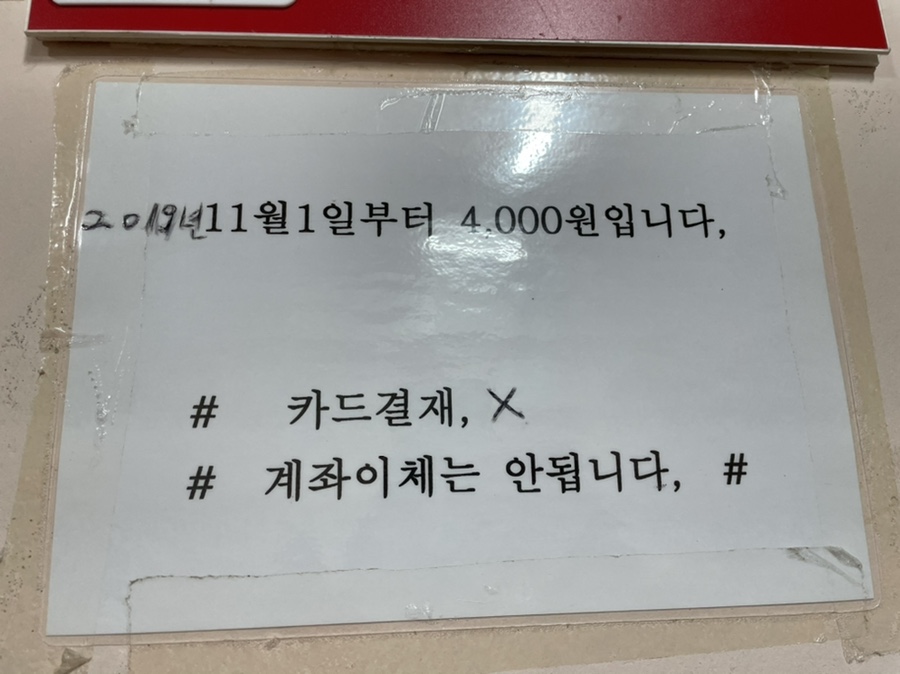 2019년11월1일부터 4.000원입니다,
# 카드결재, X
# 계좌이체는 안됩니다, #